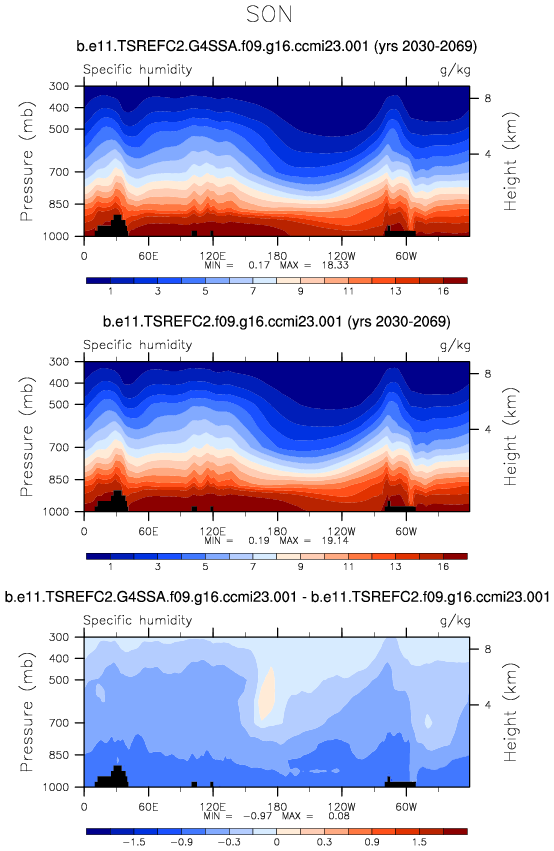 SON
b.e11.TSREFC2.G4SSA.f09.g16.ccmi23.001 (yrs 2030-2069)
Specific humidity g/kg
300
400
500
700
850
1000
Pressure (mb)
8
4
Height (km)
0 60E 120E 180 120W 60W
MIN = 0.17 MAX = 18.33
1 3 5 7 9 11 13 16
b.e11.TSREFC2.f09.g16.ccmi23.001 (yrs 2030-2069)
Specific humidity g/kg
300
400
500
700
850
1000
Pressure (mb)
8
4
Height (km)
0 60E 120E 180 120W 60W
MIN = 0.19 MAX = 19.14
1 3 5 7 9 11 13 16
b.e11.TSREFC2.G4SSA.f09.g16.ccmi23.001 - b.e11.TSREFC2.f09.g16.ccmi23.001
Specific humidity g/kg
300
400
500
700
850
1000
Pressure (mb)
8
4
Height (km)
0 60E 120E 180 120W 60W
MIN = -0.97 MAX = 0.08
-1.5 -0.9 -0.3 0 0.3 0.9 1.5